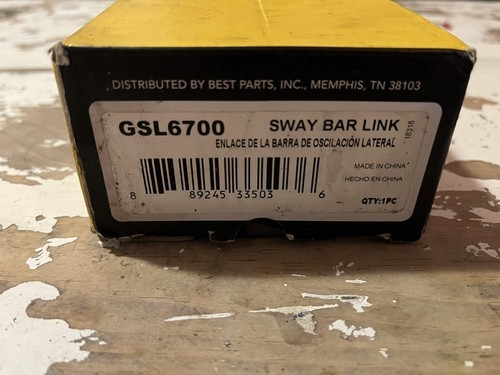 DISTRIBUTED BY BEST PARTS, INC., MEMPHIS, TN 38103
GSL6700 SWAY BAR LINK
ENLACE DE LA BARRA DE OSCILACIÓN LATERAL
18318
MADE IN CHINA
HECHO EN CHINA
8 89245 33503 6
QTY:1PC